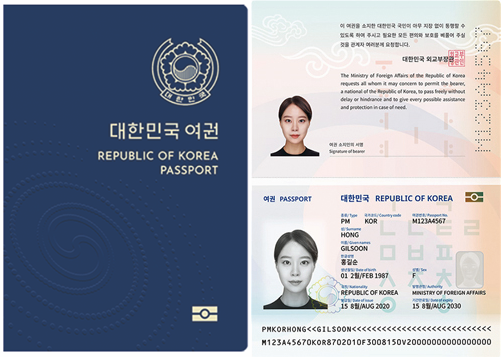 대한민국
대한민국 여권
REPUBLIC OF KOREA
PASSPORT
이 여권을 소지한 대한민국 국민이 아무 지장 없이 통행할 수
있도록 하여 주시고 필요한 모든 편의와 보호를 베풀어 주실
것을 관계자 여러분께 요청합니다.
대한민국 외교부장관
The Ministry of Foreign Affairs of the Republic of Korea
requests all whom it may concern to permit the bearer,
a national of the Republic of Korea, to pass freely without
delay or hindrance and to give every possible assistance
and protection in case of need.
여권 소지인의 서명
Signature of bearer
여권 PASSPORT
대한민국 REPUBLIC OF KOREA
종류/Type 국가코드/Country code 여권번호/Passport No.
PM KOR M123A4567
성/Surname
HONG
이름/Given names
GILSOON
한글성명
홍길순
생년월일/Date of birth 성별/Sex
01 2월/FEB 1987 F
국적/Nationality 발행관청/Authority
REPUBLIC OF KOREA MINISTRY OF FOREIGN AFFAIRS
발급일/Date of issue 기간만료일/Date of expiry
15 8월/AUG 2020 15 8월/AUG 2030
PMKORHONG<<GILSOON<<<<<<<<<<<<<<<<<<<<<<<<<<